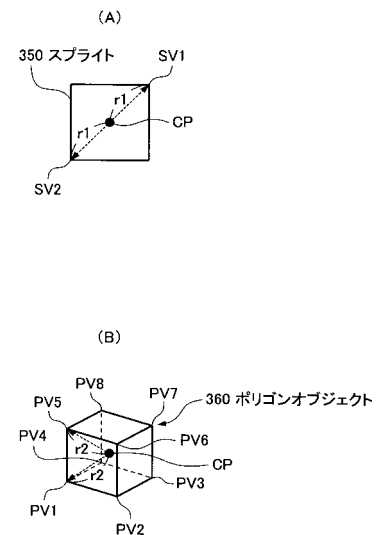 (A)
350 スプライト
SV1
r1
r1
CP
SV2
(B)
PV8
PV7
PV5
360 ポリゴンオブジェクト
PV4
PV6
r2
CP
r2
PV3
PV1
PV2